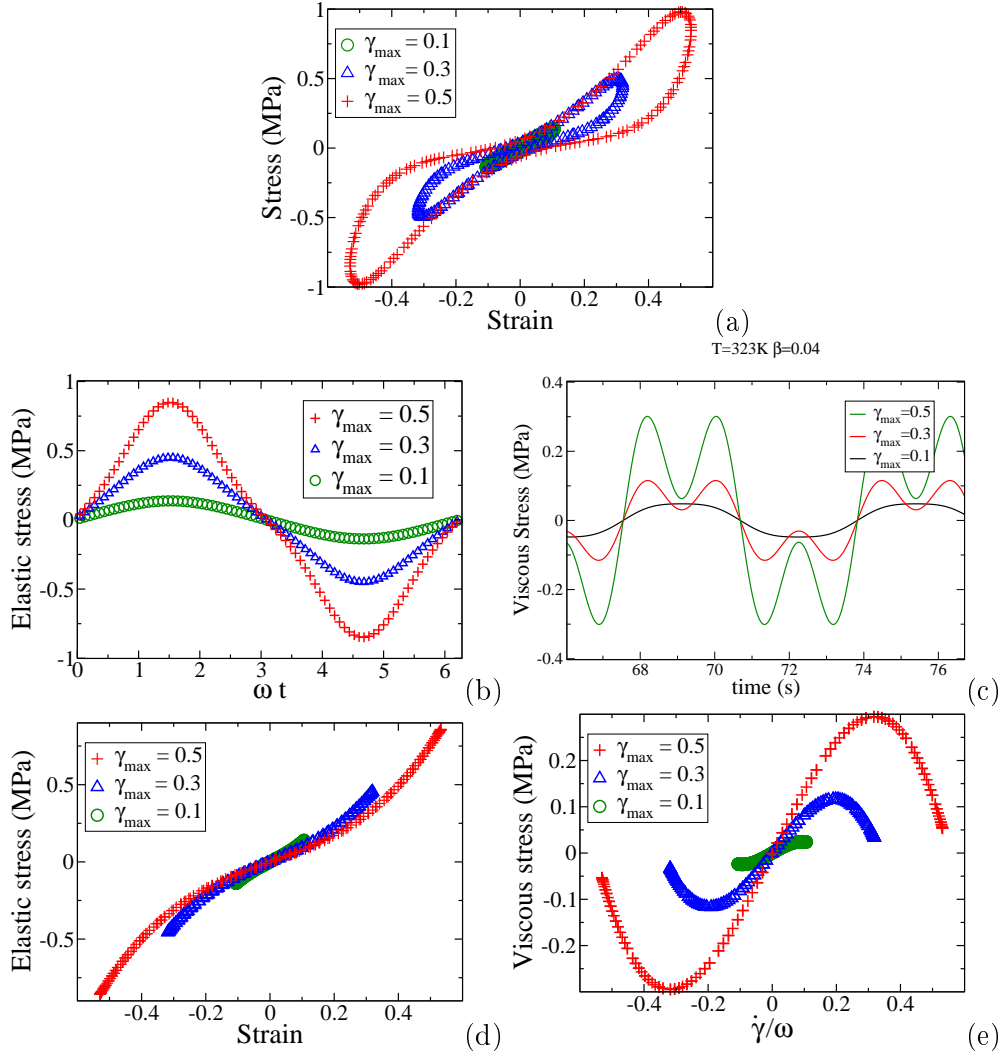 1
0.5
0
-0.5
-1
Stress (MPa)
γmax = 0.1
γmax = 0.3
γmax = 0.5
-0.4 -0.2 0 0.2 0.4
Strain
(a)
T=323K β=0.04
1
0.5
0
-0.5
-1
Elastic stress (MPa)
γmax = 0.5
γmax = 0.3
γmax = 0.1
0 1 2 3 4 5 6
ω t
(b)
0.4
0.2
0
-0.2
-0.4
Viscous Stress (MPa)
γmax=0.5
γmax=0.3
γmax=0.1
68 70 72 74 76
time (s)
(c)
0.5
0
-0.5
Elastic stress (MPa)
γmax = 0.5
γmax = 0.3
γmax = 0.1
-0.4 -0.2 0 0.2 0.4
Strain
(d)
0.2
0.1
0
-0.1
-0.2
Viscous stress (MPa)
γmax = 0.5
γmax = 0.3
γmax = 0.1
-0.4 -0.2 0 0.2 0.4
γ̇/ω
(e)